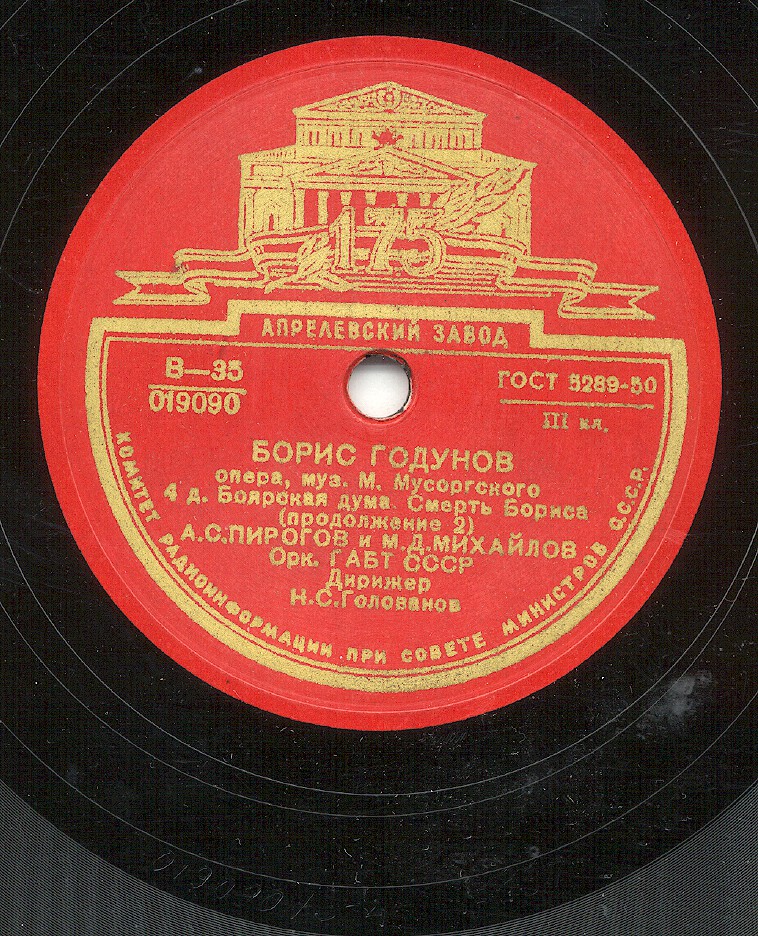 175
АПРЕЛЕВСКИЙ ЗАВОД
В—35
019090
ГОСТ 5289-50
III кл.
БОРИС ГОДУНОВ
опера, муз. М. Мусоргского
4 д. Боярская дума. Смерть Бориса
(продолжение 2)
А.С.ПИРОГОВ и М.Д.МИХАЙЛОВ
Орк. ГАБТ СССР
Дирижер
Н.С.Голованов
КОМИТЕТ РАДИОИНФОРМАЦИИ ПРИ СОВЕТЕ МИНИСТРОВ С.С.С.Р.